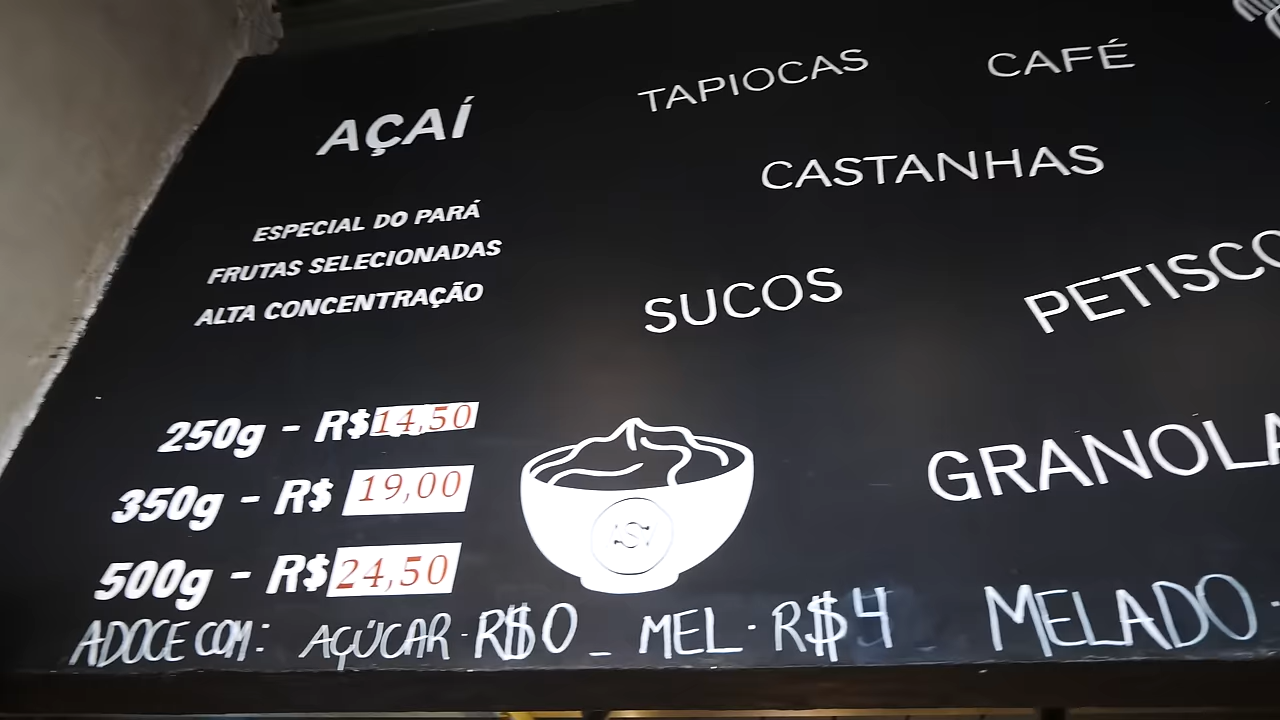 AÇAÍ
ESPECIAL DO PARÁ
FRUTAS SELECIONADAS
ALTA CONCENTRAÇÃO
250g - R$14,50
350g - R$ 19,00
500g - R$24,50
TAPIOCAS CAFÉ
CASTANHAS
SUCOS PETISCO
GRANOLA
S
ADOCE COM: AÇÚCAR - R$0 _ MEL - R$4 MELADO -